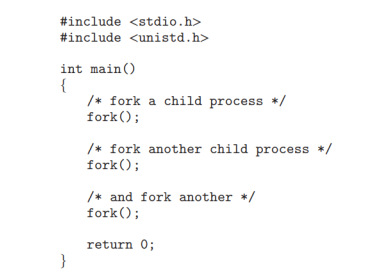 #include <stdio.h>
#include <unistd.h>
int main()
{
/* fork a child process */
fork();
/* fork another child process */
fork();
/* and fork another */
fork();
return 0;
}